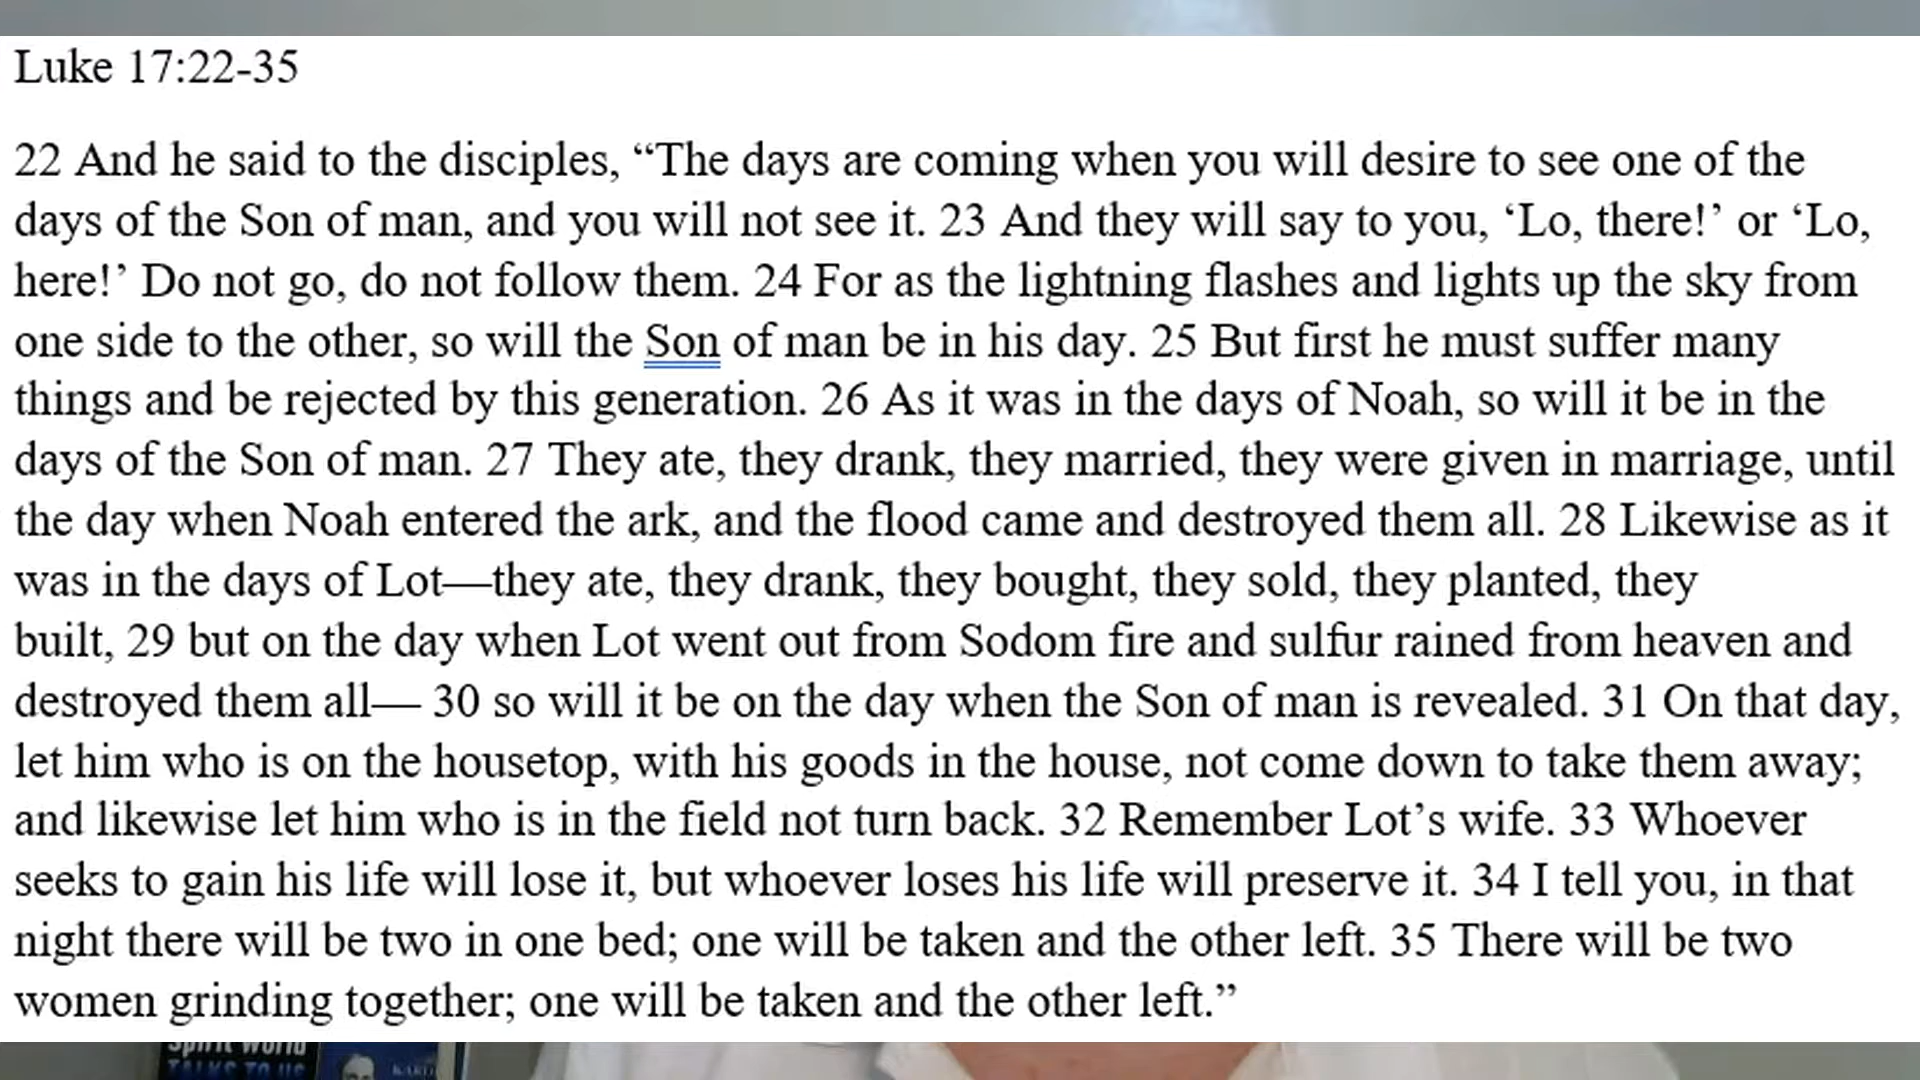 Luke 17:22-35
22 And he said to the disciples, “The days are coming when you will desire to see one of the
days of the Son of man, and you will not see it. 23 And they will say to you, ‘Lo, there!’ or ‘Lo,
here!’ Do not go, do not follow them. 24 For as the lightning flashes and lights up the sky from
one side to the other, so will the Son of man be in his day. 25 But first he must suffer many
things and be rejected by this generation. 26 As it was in the days of Noah, so will it be in the
days of the Son of man. 27 They ate, they drank, they married, they were given in marriage, until
the day when Noah entered the ark, and the flood came and destroyed them all. 28 Likewise as it
was in the days of Lot—they ate, they drank, they bought, they sold, they planted, they
built, 29 but on the day when Lot went out from Sodom fire and sulfur rained from heaven and
destroyed them all— 30 so will it be on the day when the Son of man is revealed. 31 On that day,
let him who is on the housetop, with his goods in the house, not come down to take them away;
and likewise let him who is in the field not turn back. 32 Remember Lot’s wife. 33 Whoever
seeks to gain his life will lose it, but whoever loses his life will preserve it. 34 I tell you, in that
night there will be two in one bed; one will be taken and the other left. 35 There will be two
women grinding together; one will be taken and the other left.”
Spirit World
TALKS TO US